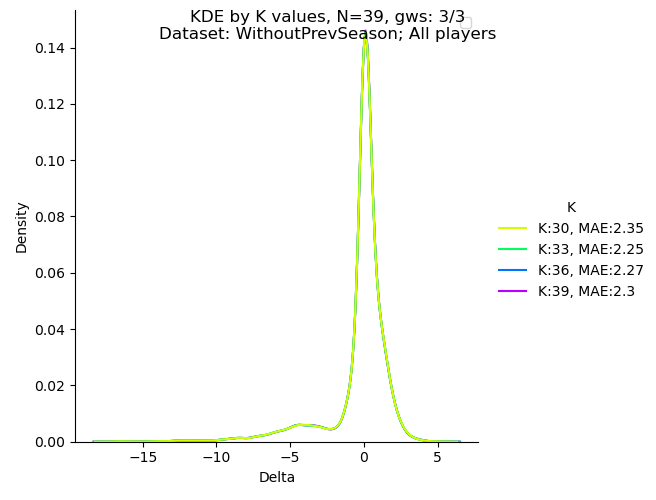 KDE by K values, N=39, gws: 3/3
Dataset: WithoutPrevSeason; All players
0.14
0.12
0.10
0.08
0.06
0.04
0.02
0.00
Density
−15
−10
−5
0
5
Delta
K
K:30, MAE:2.35
K:33, MAE:2.25
K:36, MAE:2.27
K:39, MAE:2.3